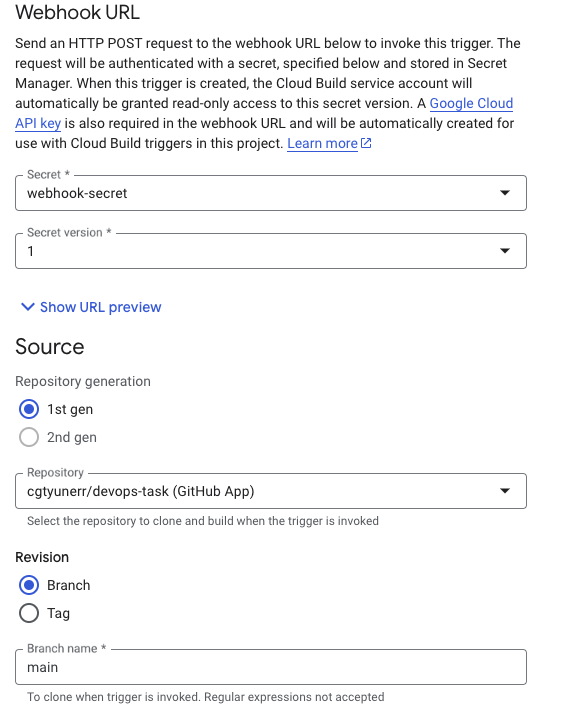 Webhook URL
Send an HTTP POST request to the webhook URL below to invoke this trigger. The
request will be authenticated with a secret, specified below and stored in Secret
Manager. When this trigger is created, the Cloud Build service account will
automatically be granted read-only access to this secret version. A Google Cloud
API key is also required in the webhook URL and will be automatically created for
use with Cloud Build triggers in this project. Learn more
Secret *
webhook-secret
Secret version *
1
Show URL preview
Source
Repository generation
1st gen
2nd gen
Repository
cgtyunerr/devops-task (GitHub App)
Select the repository to clone and build when the trigger is invoked
Revision
Branch
Tag
Branch name *
main
To clone when trigger is invoked. Regular expressions not accepted